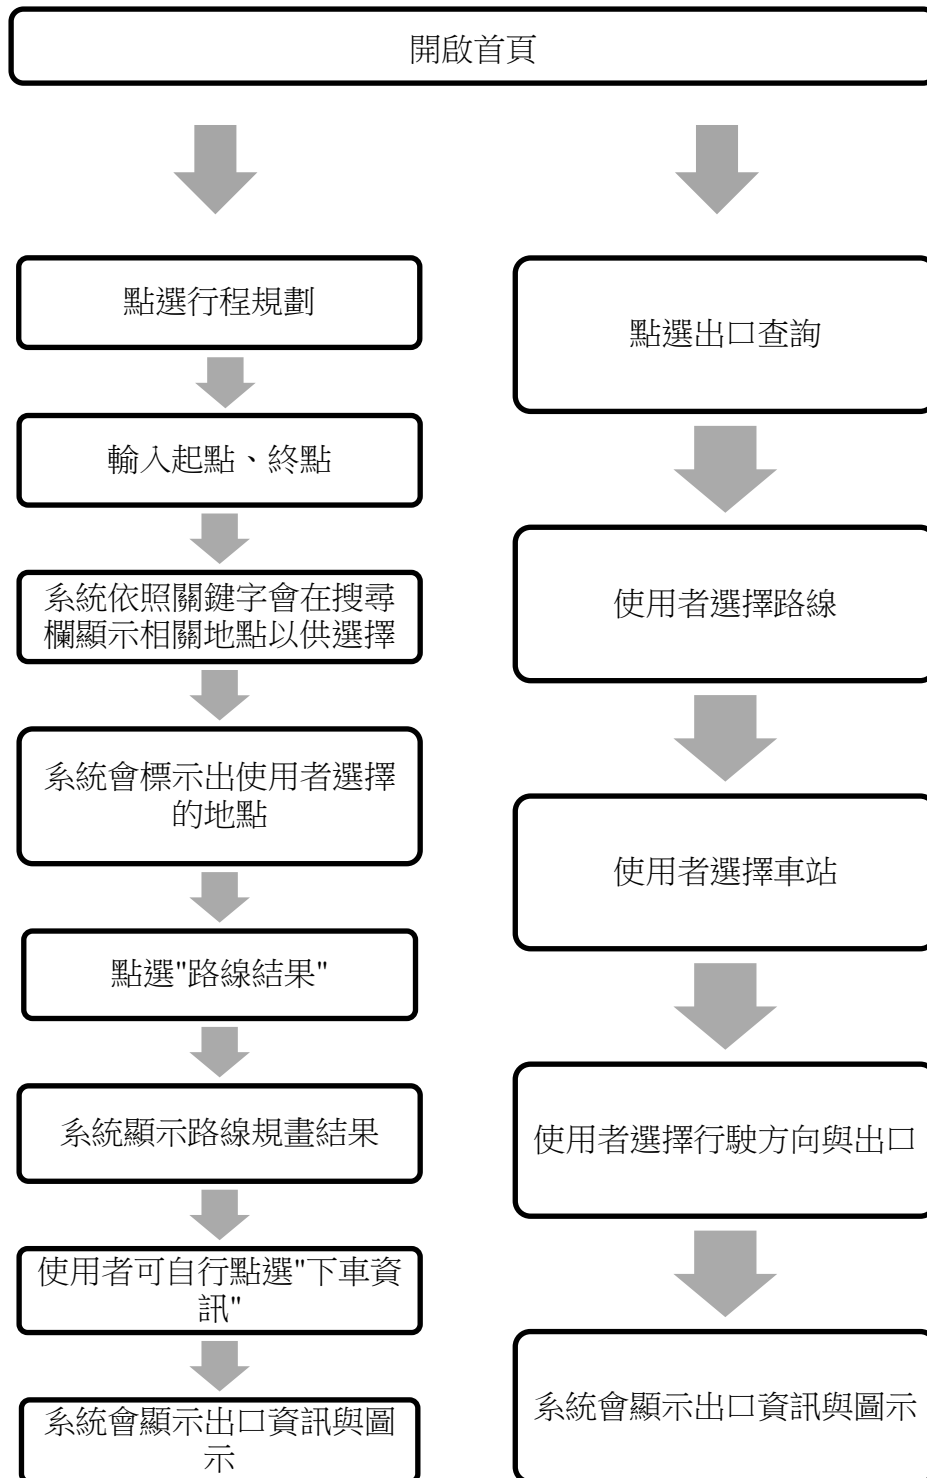 開啟首頁
點選行程規劃
輸入起點、終點
系統依照關鍵字會在搜尋
欄顯示相關地點以供選擇
系統會標示出使用者選擇
的地點
點選"路線結果"
系統顯示路線規畫結果
使用者可自行點選"下車資
訊"
系統會顯示出口資訊與圖
示
點選出口查詢
使用者選擇路線
使用者選擇車站
使用者選擇行駛方向與出口
系統會顯示出口資訊與圖示